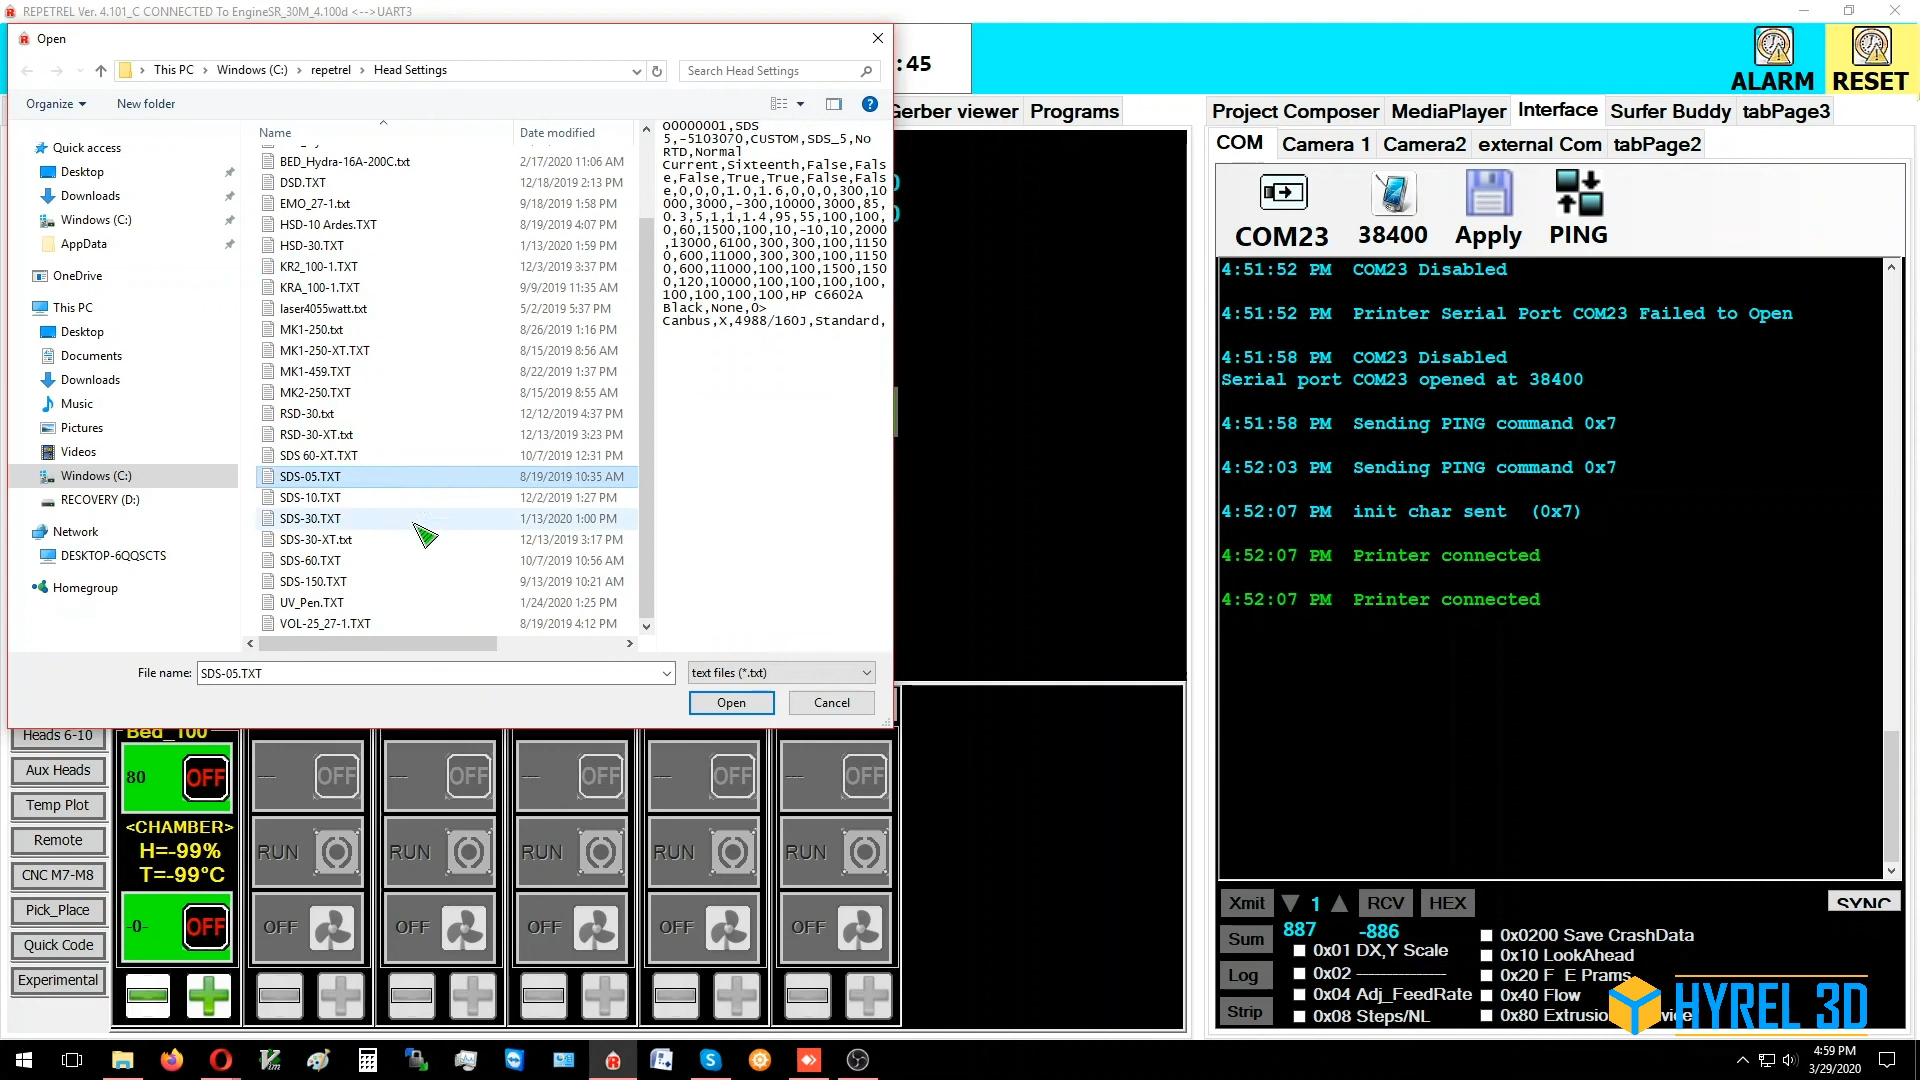 REPETREL Ver. 4.101_C CONNECTED To EngineSR_30M_4.100d <-->UART3
Open
This PC > Windows (C:) > repetrel > Head Settings
Search Head Settings
Organize
New folder
Quick access
Desktop
Downloads
Windows (C:)
AppData
OneDrive
This PC
Desktop
Documents
Downloads
Music
Pictures
Videos
Windows (C:)
RECOVERY (D:)
Network
DESKTOP-6QQSCTS
Homegroup
Name Date modified
BED_Hydra-16A-200C.txt 2/17/2020 11:06 AM
DSD.TXT 12/18/2019 2:13 PM
EMO_27-1.txt 9/18/2019 1:58 PM
HSD-10 Ardes.TXT 8/19/2019 4:07 PM
HSD-30.TXT 1/13/2020 1:59 PM
KR2_100-1.TXT 12/3/2019 3:37 PM
KRA_100-1.TXT 9/9/2019 11:35 AM
laser4055watt.txt 5/2/2019 5:37 PM
MK1-250.txt 8/26/2019 1:16 PM
MK1-250-XT.TXT 8/15/2019 8:56 AM
MK1-459.TXT 8/22/2019 1:37 PM
MK2-250.TXT 8/15/2019 8:55 AM
RSD-30.txt 12/12/2019 4:37 PM
RSD-30-XT.txt 12/13/2019 3:23 PM
SDS 60-XT.TXT 10/7/2019 12:31 PM
SDS-05.TXT 8/19/2019 10:35 AM
SDS-10.TXT 12/2/2019 1:27 PM
SDS-30.TXT 1/13/2020 1:00 PM
SDS-30-XT.txt 12/13/2019 3:17 PM
SDS-60.TXT 10/7/2019 10:56 AM
SDS-150.TXT 9/13/2019 10:21 AM
UV_Pen.TXT 1/24/2020 1:25 PM
VOL-25_27-1.TXT 8/19/2019 4:12 PM
O0000001,SDS
5,-5103070,CUSTOM,SDS_5,No
RTD,Normal
Current,Sixteenth,False,Fals
e,False,True,True,False,Fals
e,0,0,0,1.0,1.6,0,0,0,300,10
000,3000,-300,10000,3000,85,
0.3,5,1,1,1.4,95,55,100,100,
0,60,1500,100,10,-10,10,2000
,13000,6100,300,300,100,1150
0,600,11000,300,300,100,1150
0,600,11000,100,100,1500,150
0,120,10000,100,100,100,100,
100,100,100,100,HP C6602A
Black,None,0>
Canbus,X,4988/160J,Standard,
File name: SDS-05.TXT
text files (*.txt)
Open
Cancel
:45
ALARM
RESET
Gerber viewer
Programs
Project Composer
MediaPlayer
Interface
Surfer Buddy
tabPage3
COM
Camera 1
Camera2
external Com
tabPage2
COM23
38400
Apply
PING
4:51:52 PM COM23 Disabled
4:51:52 PM Printer Serial Port COM23 Failed to Open
4:51:58 PM COM23 Disabled
Serial port COM23 opened at 38400
4:51:58 PM Sending PING command 0x7
4:52:03 PM Sending PING command 0x7
4:52:07 PM init char sent (0x7)
4:52:07 PM Printer connected
4:52:07 PM Printer connected
Heads 6-10
Aux Heads
Temp Plot
Remote
CNC M7-M8
Pick_Place
Quick Code
Experimental
Bed_100
80 OFF
<CHAMBER>
H=-99%
T=-99°C
-0- OFF
--- OFF
--- OFF
--- OFF
--- OFF
--- OFF
RUN
RUN
RUN
RUN
RUN
OFF
OFF
OFF
OFF
OFF
Xmit
1
RCV
HEX
SYNC
Sum
887
-886
Log
Strip
0x01 DX,Y Scale
0x02 ---------------
0x04 Adj_FeedRate
0x08 Steps/NL
0x0200 Save CrashData
0x10 LookAhead
0x20 F E Prams
0x40 Flow
0x80 Extrusio
HYREL 3D
4:59 PM
3/29/2020